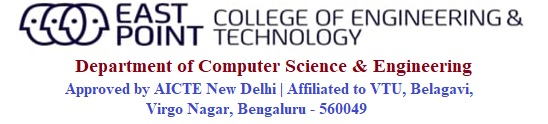 EAST POINT COLLEGE OF ENGINEERING & TECHNOLOGY
Department of Computer Science & Engineering
Approved by AICTE New Delhi | Affiliated to VTU, Belagavi,
Virgo Nagar, Bengaluru - 560049